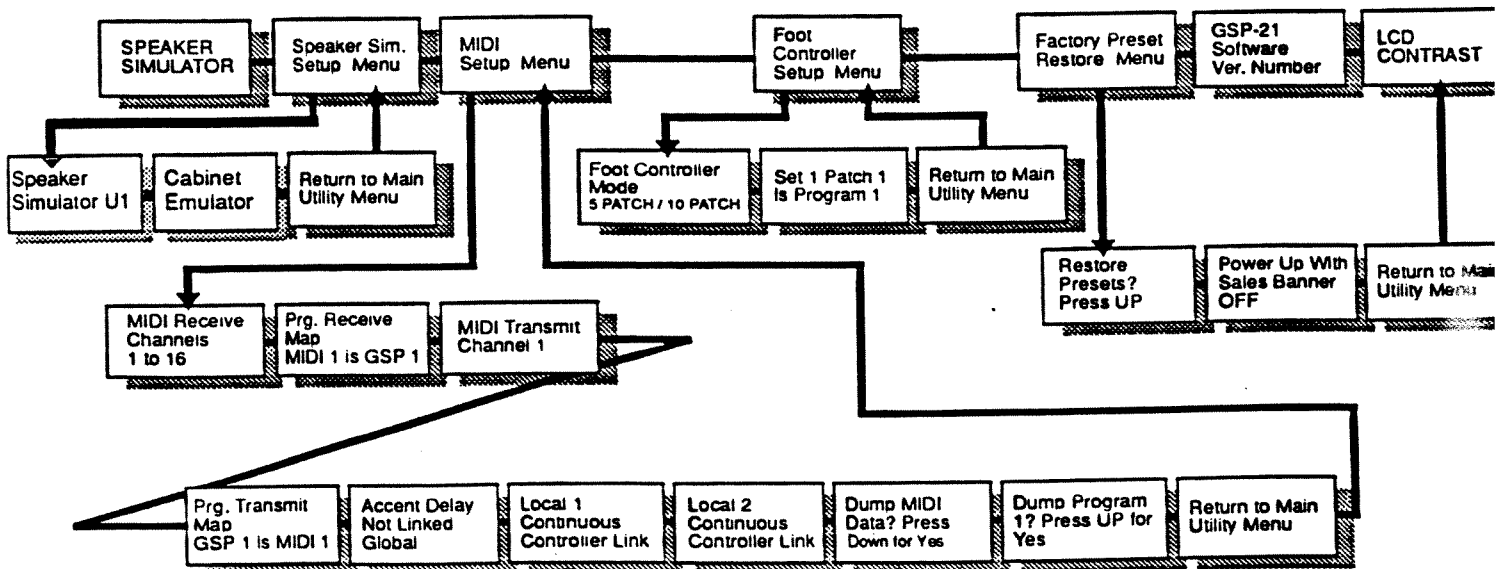 SPEAKER
SIMULATOR
Speaker Sim.
Setup Menu
MIDI
Setup Menu
Foot
Controller
Setup Menu
Factory Preset
Restore Menu
GSP-21
Software
Ver. Number
LCD
CONTRAST
Speaker
Simulator U1
Cabinet
Emulator
Return to Main
Utility Menu
Foot Controller
Mode
5 PATCH / 10 PATCH
Set 1 Patch 1
Is Program 1
Return to Main
Utility Menu
Restore
Presets?
Press UP
Power Up With
Sales Banner
OFF
Return to Main
Utility Menu
MIDI Receive
Channels
1 to 16
Prg. Receive
Map
MIDI 1 is GSP 1
MIDI Transmit
Channel 1
Prg. Transmit
Map
GSP 1 is MIDI 1
Accent Delay
Not Linked
Global
Local 1
Continuous
Controller Link
Local 2
Continuous
Controller Link
Dump MIDI
Data? Press
Down for Yes
Dump Program
1? Press UP for
Yes
Return to Main
Utility Menu